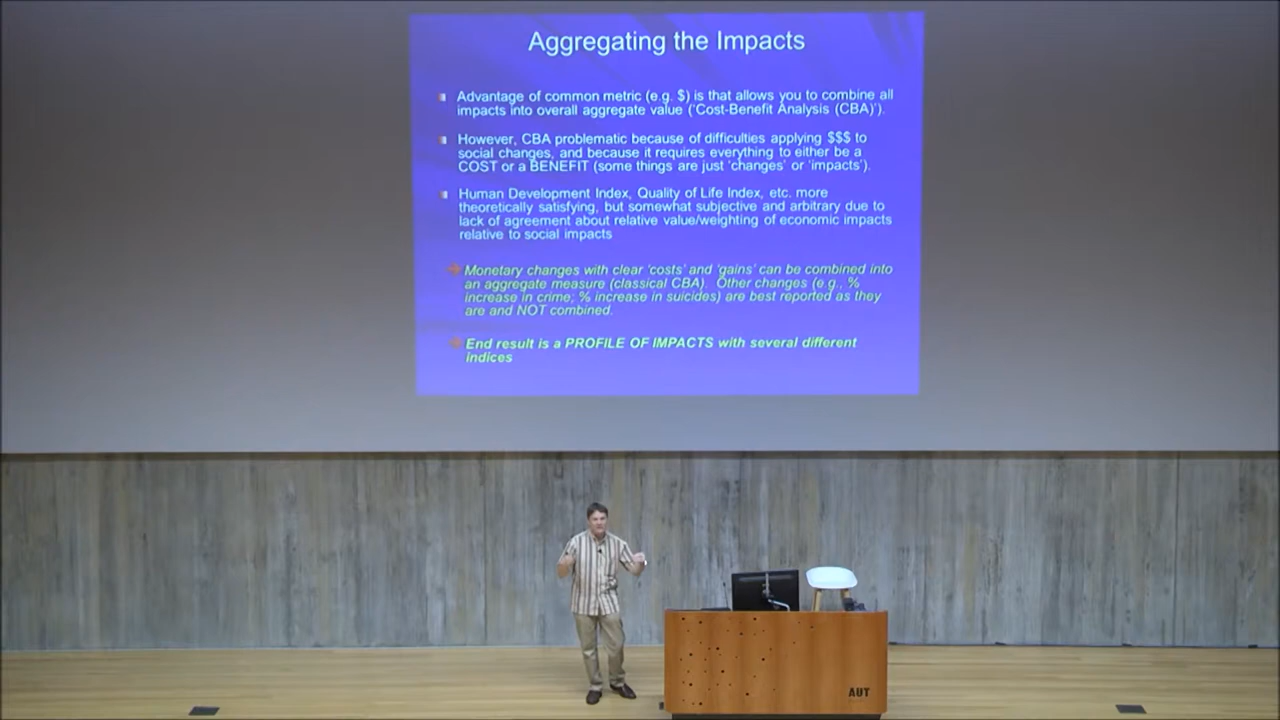 Aggregating the Impacts
Advantage of common metric (e.g. $) is that allows you to combine all
impacts into overall aggregate value ('Cost-Benefit Analysis (CBA)').
However, CBA problematic because of difficulties applying $$$ to
social changes, and because it requires everything to either be a
COST or a BENEFIT (some things are just 'changes' or 'impacts').
Human Development Index, Quality of Life Index, etc. more
theoretically satisfying, but somewhat subjective and arbitrary due to
lack of agreement about relative value/weighting of economic impacts
relative to social impacts
Monetary changes with clear 'costs' and 'gains' can be combined into
an aggregate measure (classical CBA). Other changes (e.g., %
increase in crime; % increase in suicides) are best reported as they
are and NOT combined.
End result is a PROFILE OF IMPACTS with several different
indices
AUT